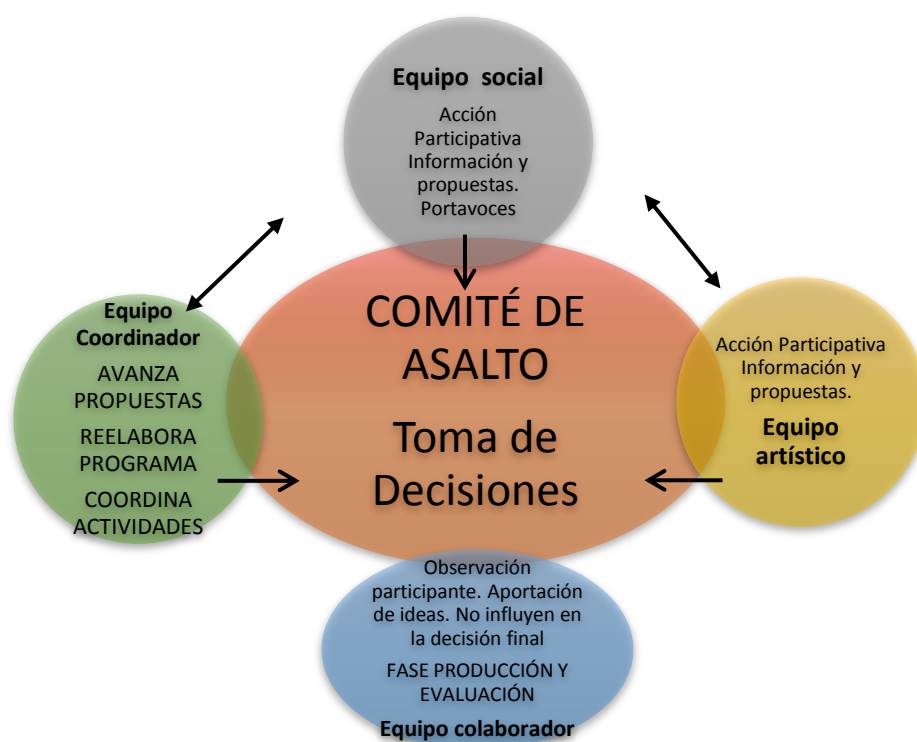 Equipo social
Acción
Participativa
Información y
propuestas.
Portavoces
COMITÉ DE
ASALTO
Toma de
Decisiones
Equipo
Coordinador
AVANZA
PROPUESTAS
REELABORA
PROGRAMA
COORDINA
ACTIVIDADES
Acción Participativa
Información y
propuestas.
Equipo
artístico
Observación
participante. Aportación
de ideas. No influyen en
la decisión final
FASE PRODUCCIÓN Y
EVALUACIÓN
Equipo colaborador